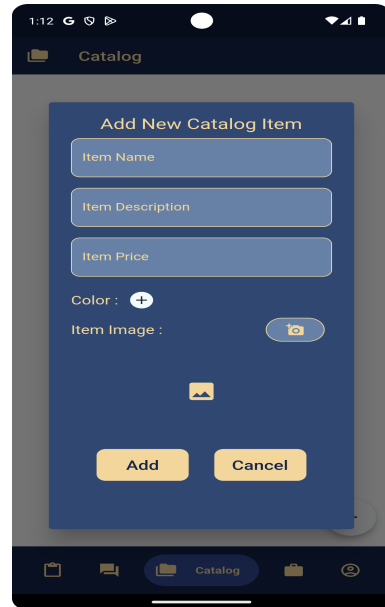 1:12 G
Catalog
Add New Catalog Item
Item Name
Item Description
Item Price
Color :
Item Image :
Add Cancel
Catalog